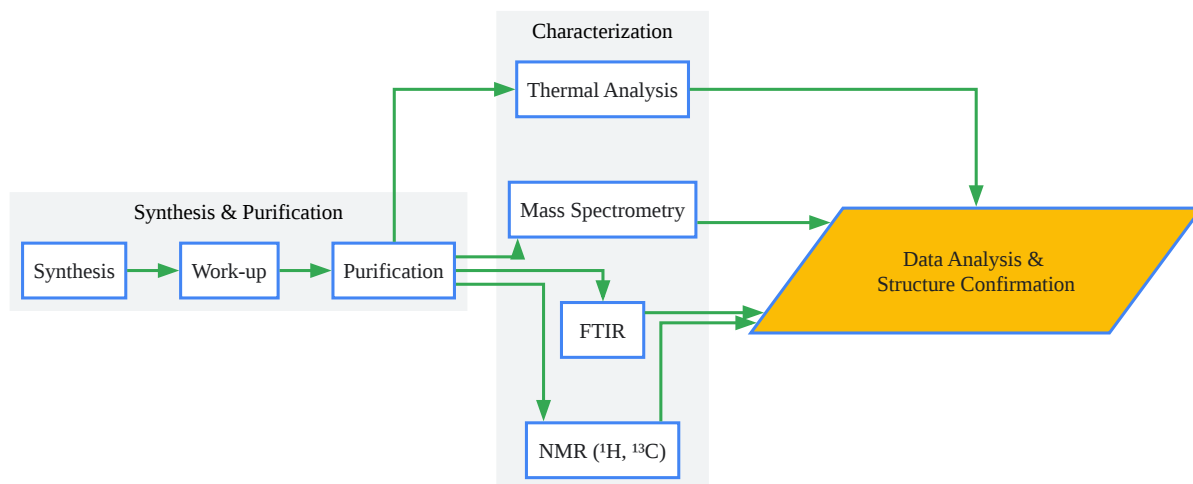 Characterization
Thermal Analysis
Synthesis & Purification
Mass Spectrometry
Synthesis
Work-up
Purification
Data Analysis &
Structure Confirmation
FTIR
NMR (¹H, ¹³C)